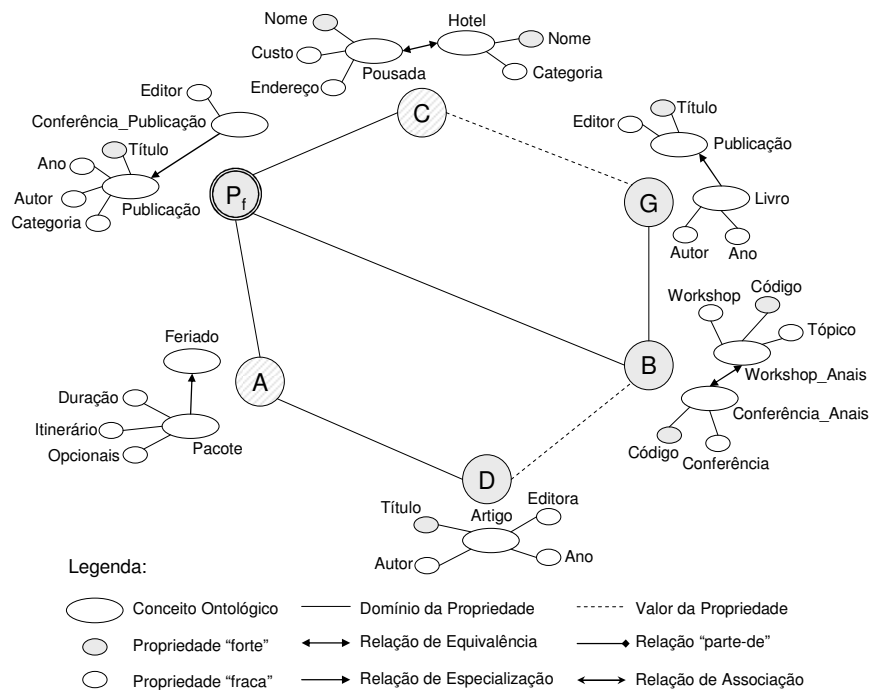 Hotel
Nome
Nome
Custo
Endereço
Pousada
Categoria
Editor
Conferência_Publicação
Título
Ano
Autor
Categoria
Publicação
C
Título
Editor
Publicação
Livro
Autor
Ano
Pf
G
Workshop
Código
Tópico
Workshop_Anais
Conferência_Anais
Código
Conferência
Feriado
Duração
Itinerário
Opcionais
Pacote
A
B
D
Título
Artigo
Editora
Autor
Ano
Legenda:
Conceito Ontológico
Domínio da Propriedade
Valor da Propriedade
Propriedade “forte”
Relação de Equivalência
Relação “parte-de”
Propriedade “fraca”
Relação de Especialização
Relação de Associação